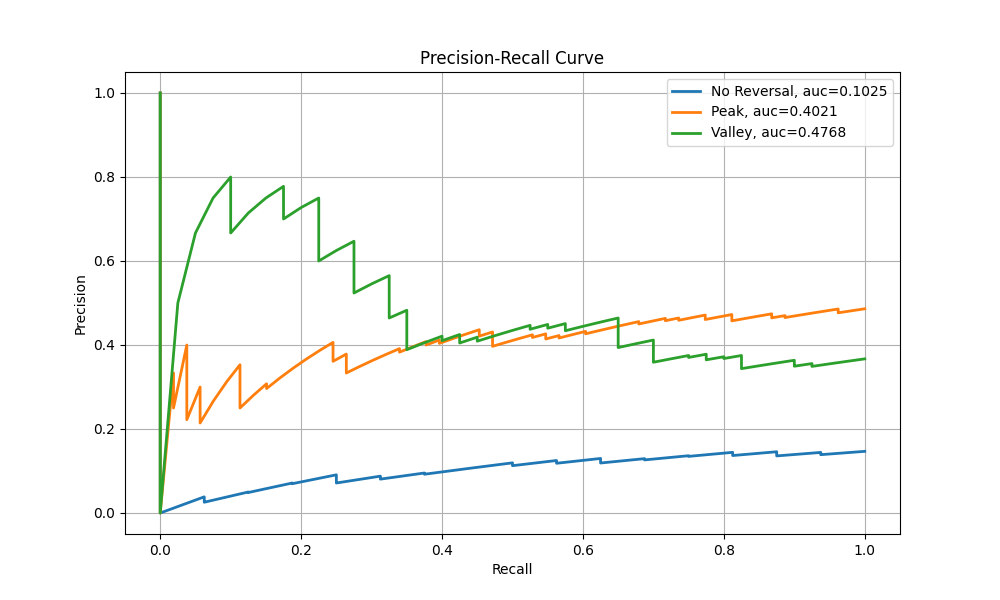 Precision-Recall Curve
No Reversal, auc=0.1025
Peak, auc=0.4021
Valley, auc=0.4768
1.0
0.8
0.6
0.4
0.2
0.0
Precision
0.0 0.2 0.4 0.6 0.8 1.0
Recall